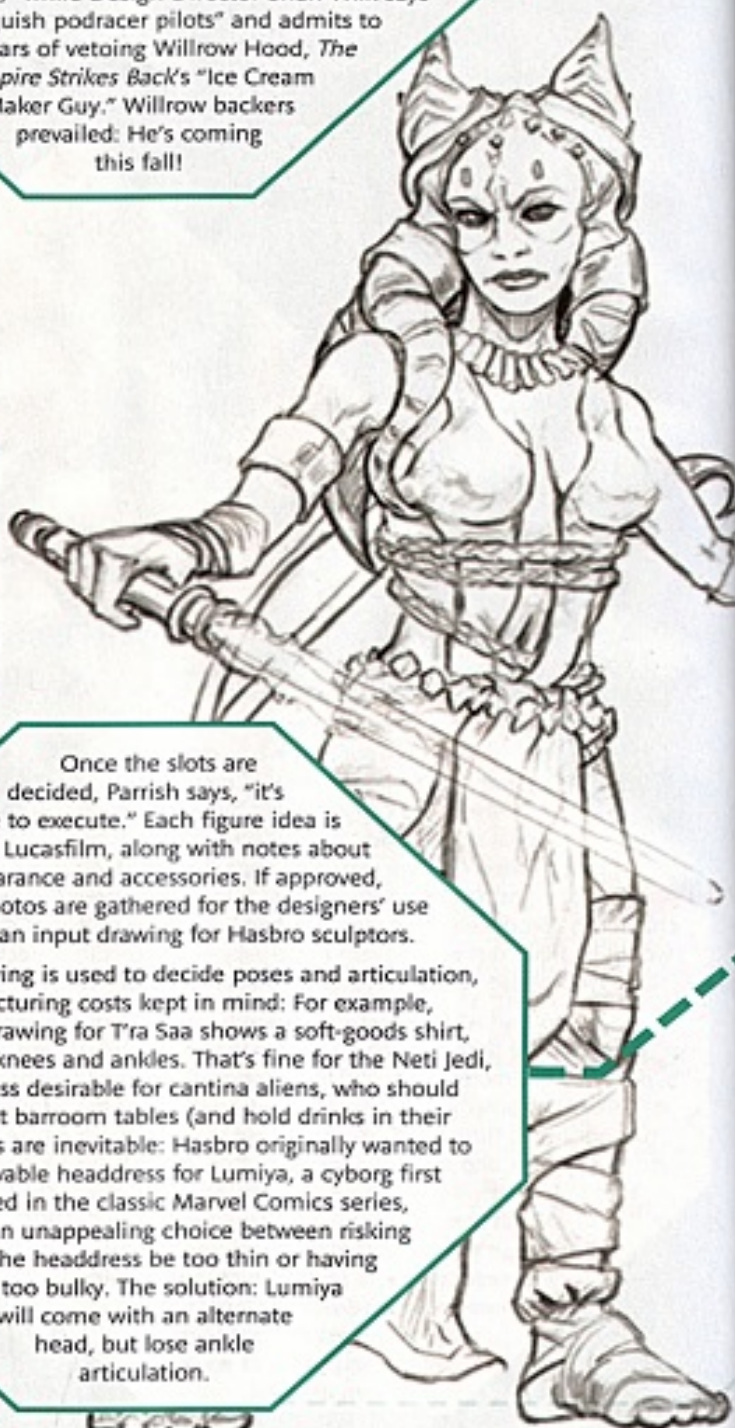 uish podracer pilots” and admits to
ars of vetoing Willrow Hood, The
pire Strikes Back's “Ice Cream
Maker Guy.” Willrow backers
prevailed: He's coming
this fall!
Once the slots are
decided, Parrish says, “it's
to execute.” Each figure idea is
Lucasfilm, along with notes about
arance and accessories. If approved,
otos are gathered for the designers' use
an input drawing for Hasbro sculptors.
ing is used to decide poses and articulation,
cturing costs kept in mind: For example,
rawing for T'ra Saa shows a soft-goods shirt,
knees and ankles. That's fine for the Neti Jedi,
ss desirable for cantina aliens, who should
t barroom tables (and hold drinks in their
s are inevitable: Hasbro originally wanted to
vable headdress for Lumiya, a cyborg first
ed in the classic Marvel Comics series,
n unappealing choice between risking
he headdress be too thin or having
too bulky. The solution: Lumiya
will come with an alternate
head, but lose ankle
articulation.